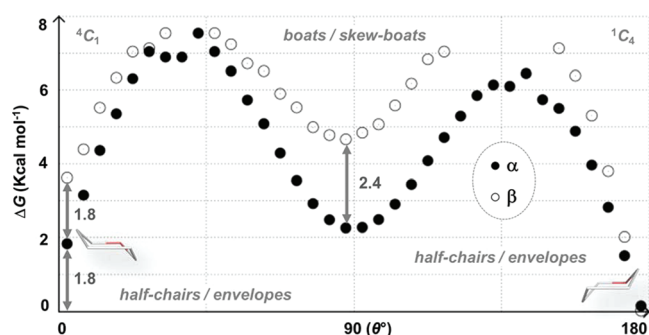 8
⁴C₁
boats / skew-boats
¹C₄
6
ΔG (Kcal mol⁻¹)
4
α
2.4
β
1.8
2
half-chairs / envelopes
1.8
half-chairs / envelopes
0
0
90 (θº)
180